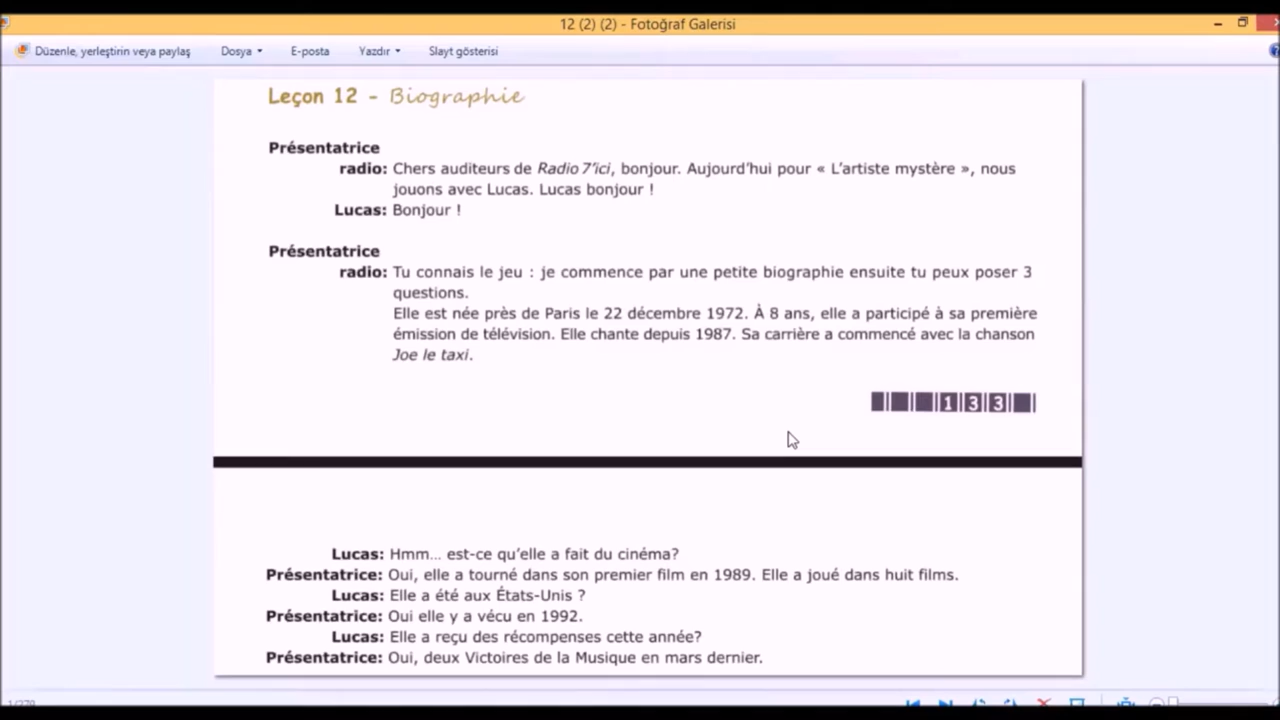 12 (2) (2) - Fotoğraf Galerisi
Düzenle, yerleştirin veya paylaş Dosya E-posta Yazdır Slayt gösterisi
Leçon 12 - Biographie
Présentatrice
radio: Chers auditeurs de Radio 7'ici, bonjour. Aujourd'hui pour « L'artiste mystère », nous
jouons avec Lucas. Lucas bonjour !
Lucas: Bonjour !
Présentatrice
radio: Tu connais le jeu : je commence par une petite biographie ensuite tu peux poser 3
questions.
Elle est née près de Paris le 22 décembre 1972. À 8 ans, elle a participé à sa première
émission de télévision. Elle chante depuis 1987. Sa carrière a commencé avec la chanson
Joe le taxi.
133
Lucas: Hmm... est-ce qu'elle a fait du cinéma?
Présentatrice: Oui, elle a tourné dans son premier film en 1989. Elle a joué dans huit films.
Lucas: Elle a été aux États-Unis ?
Présentatrice: Oui elle y a vécu en 1992.
Lucas: Elle a reçu des récompenses cette année?
Présentatrice: Oui, deux Victoires de la Musique en mars dernier.